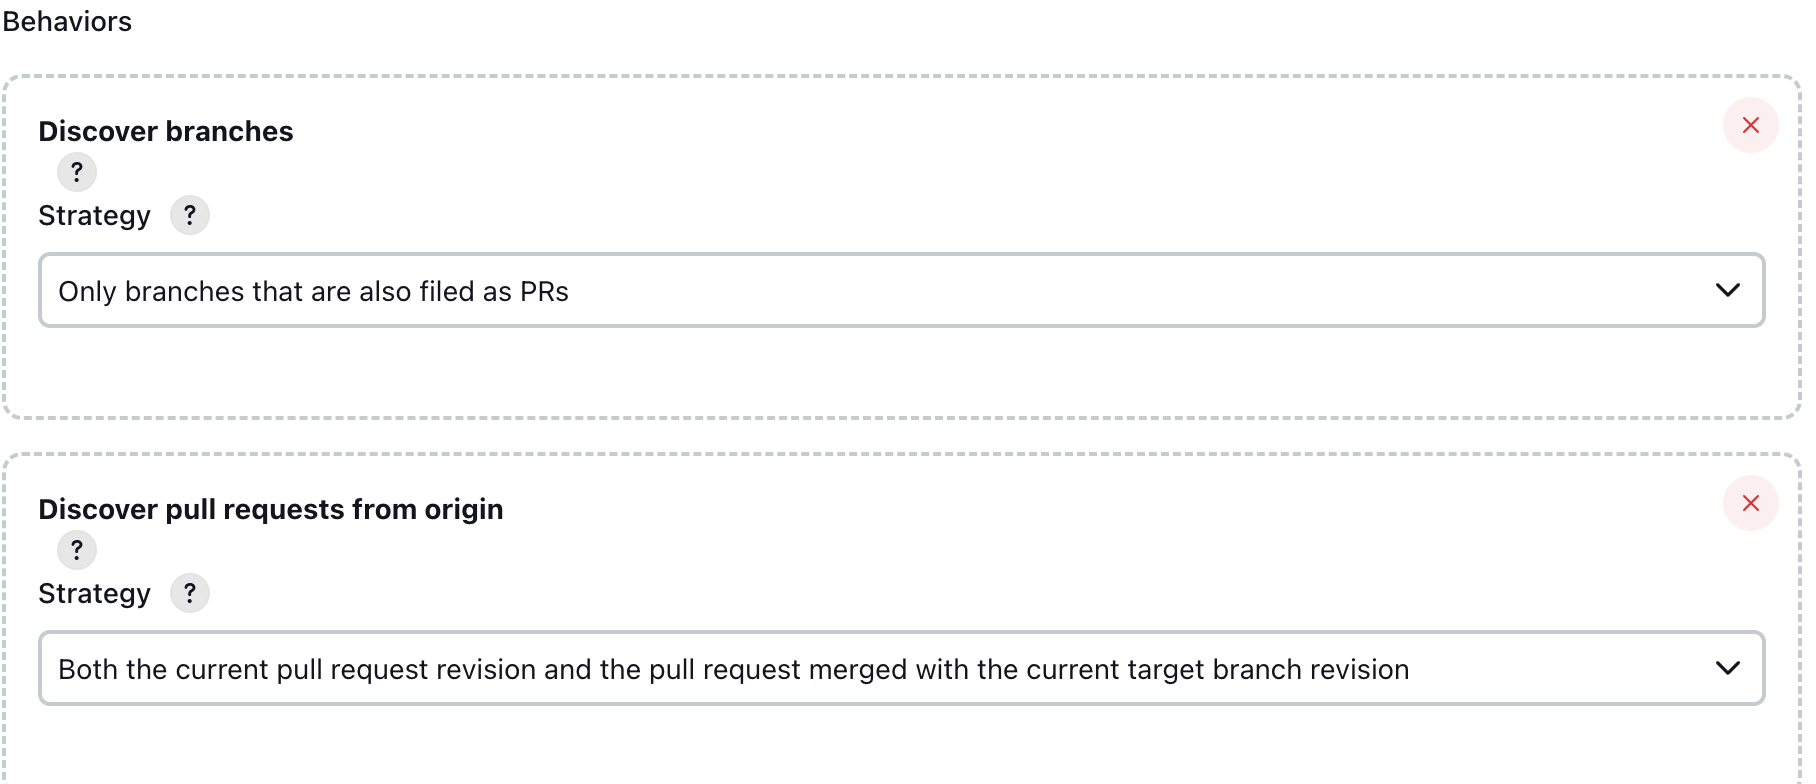 Behaviors
Discover branches
?
Strategy ?
Only branches that are also filed as PRs
Discover pull requests from origin
?
Strategy ?
Both the current pull request revision and the pull request merged with the current target branch revision